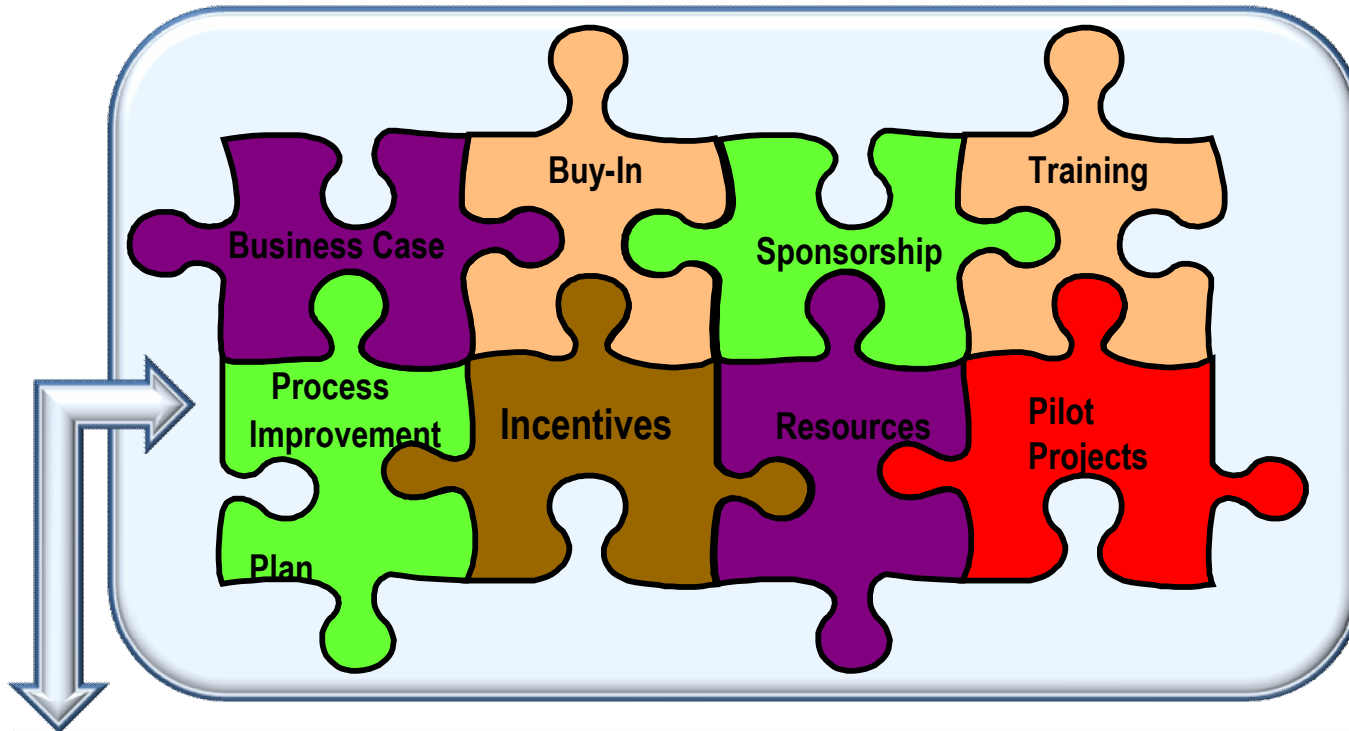 Buy-In
Training
Business Case
Sponsorship
Process
Improvement
Plan
Incentives
Resources
Pilot
Projects